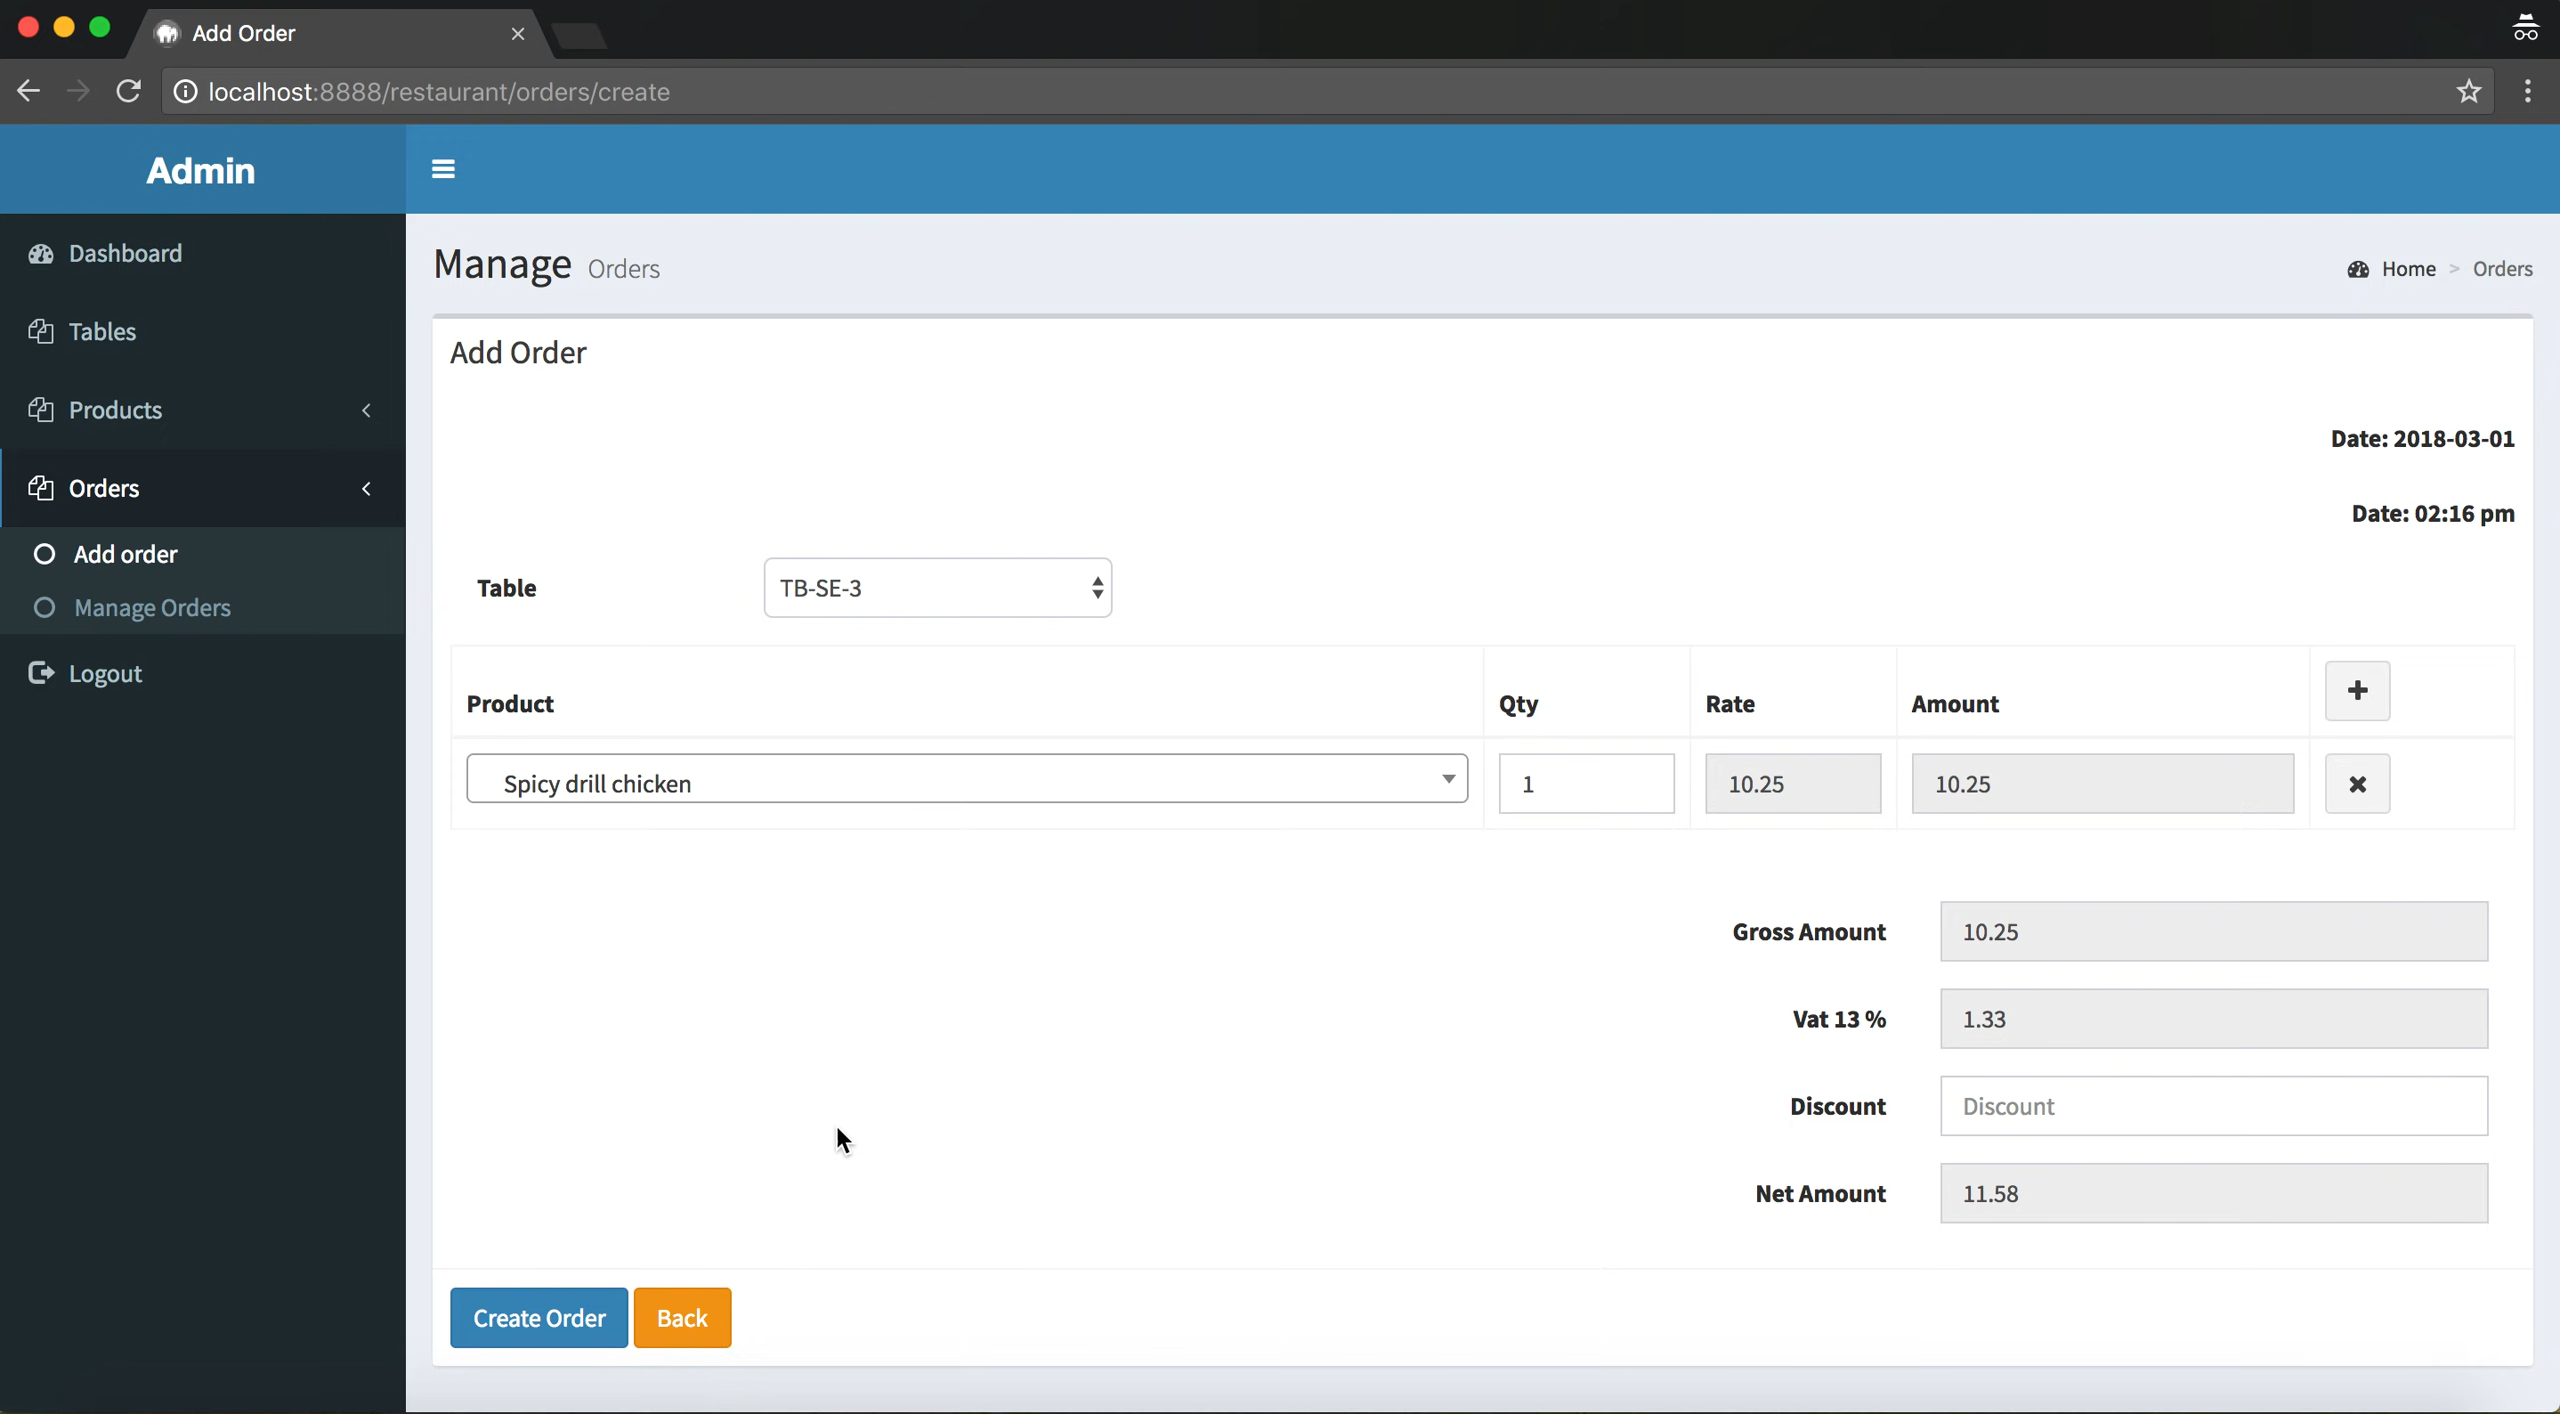 Add Order
localhost:8888/restaurant/orders/create
Admin
Dashboard
Tables
Products
Orders
Add order
Manage Orders
Logout
Manage Orders
Home > Orders
Add Order
Date: 2018-03-01
Date: 02:16 pm
Table TB-SE-3
Product Qty Rate Amount
Spicy drill chicken 1 10.25 10.25
Gross Amount 10.25
Vat 13 % 1.33
Discount Discount
Net Amount 11.58
Create Order Back